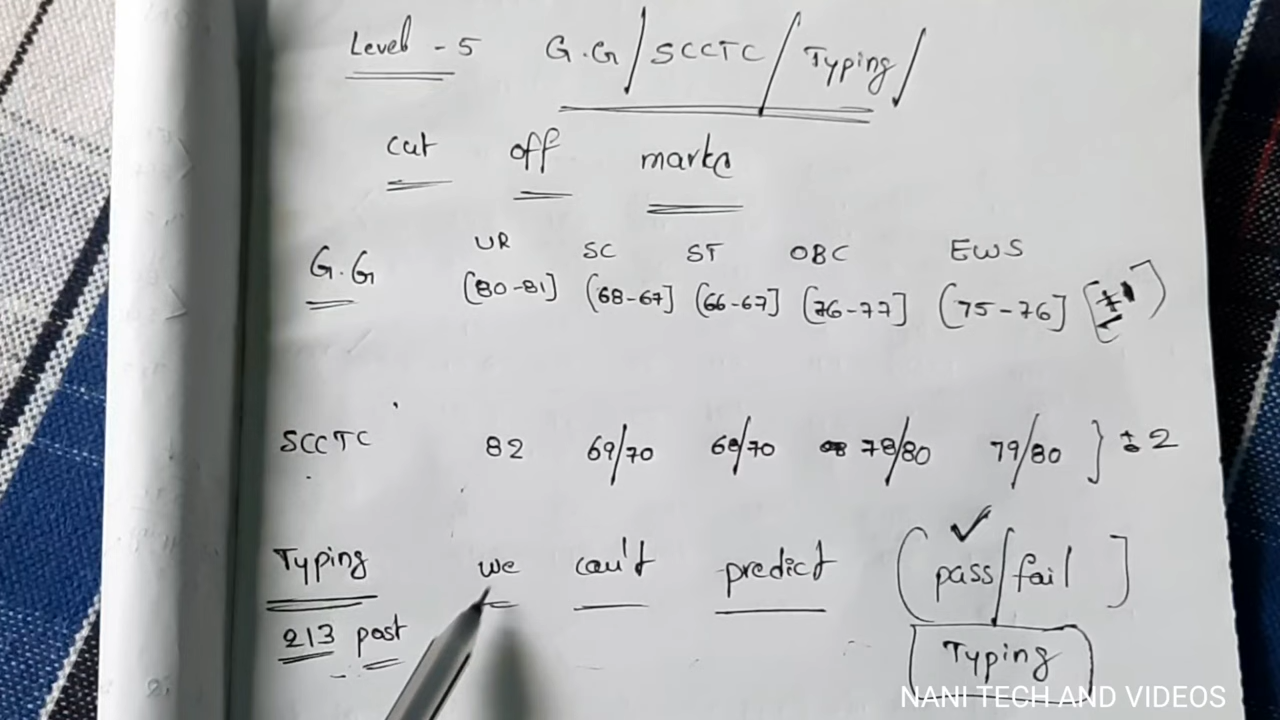 Level - 5 G.G/SCCTC/Typing/
cut off marks
UR SC ST OBC EWS
G.G (80-81] (68-67] (66-67] (76-77] (75-76] [±1]
SCCTC 82 69/70 68/70 78/80 79/80 } ±2
Typing we can't predict (pass/fail]
213 post Typing
NANI TECH AND VIDEOS